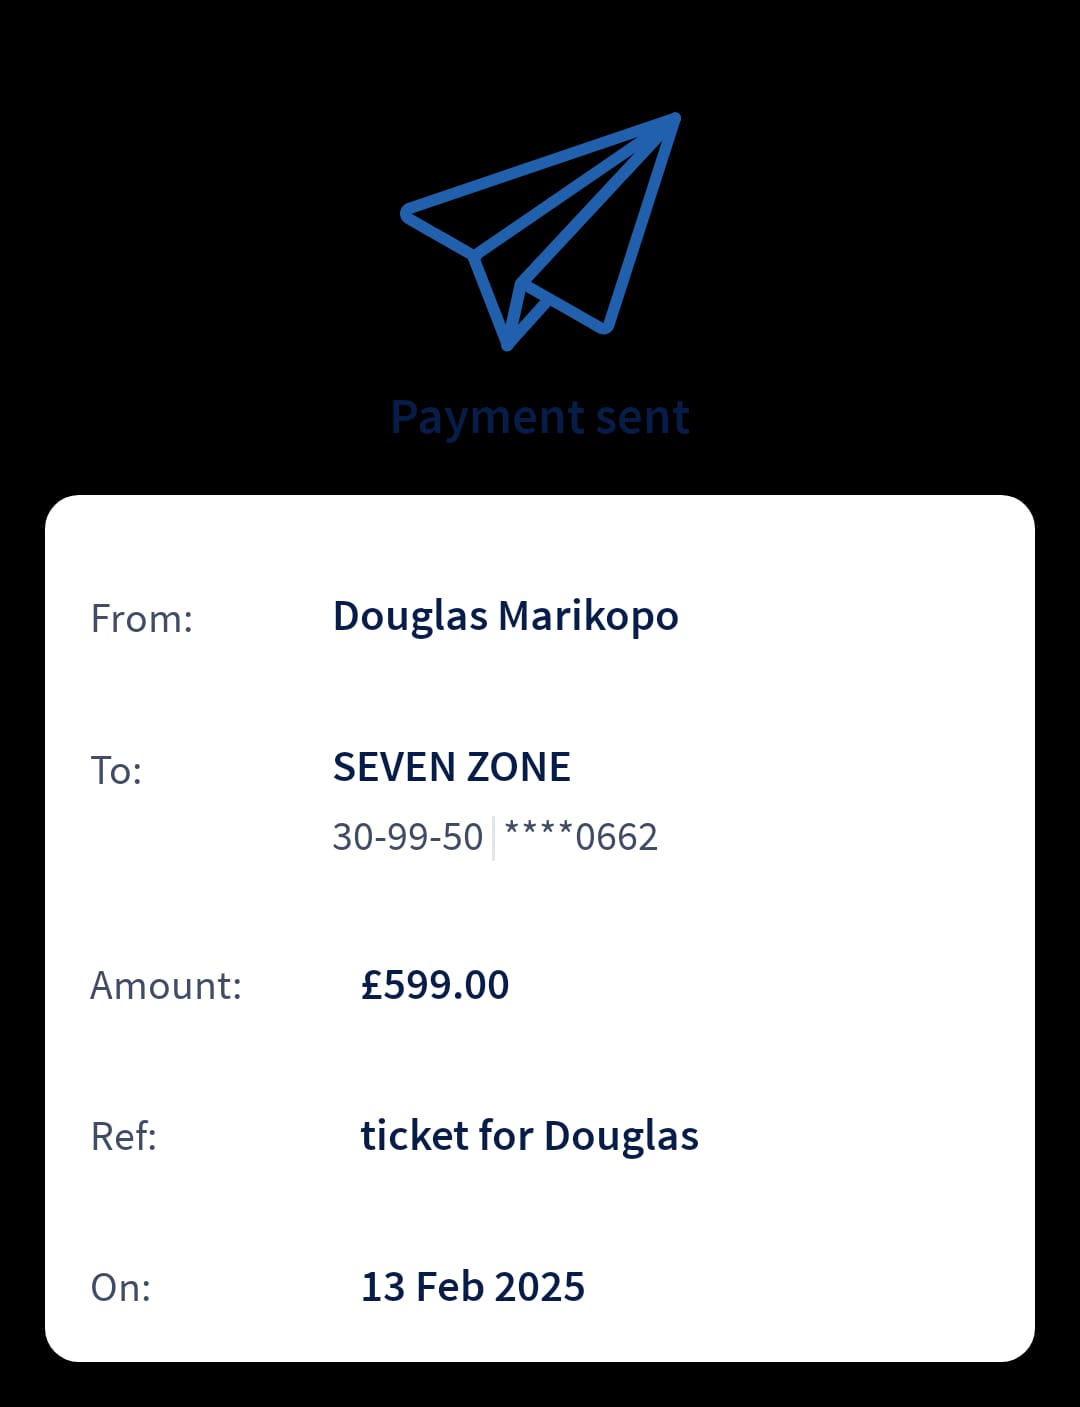 Payment sent
From: Douglas Marikopo
To: SEVEN ZONE
30-99-50 ****0662
Amount: £599.00
Ref: ticket for Douglas
On: 13 Feb 2025